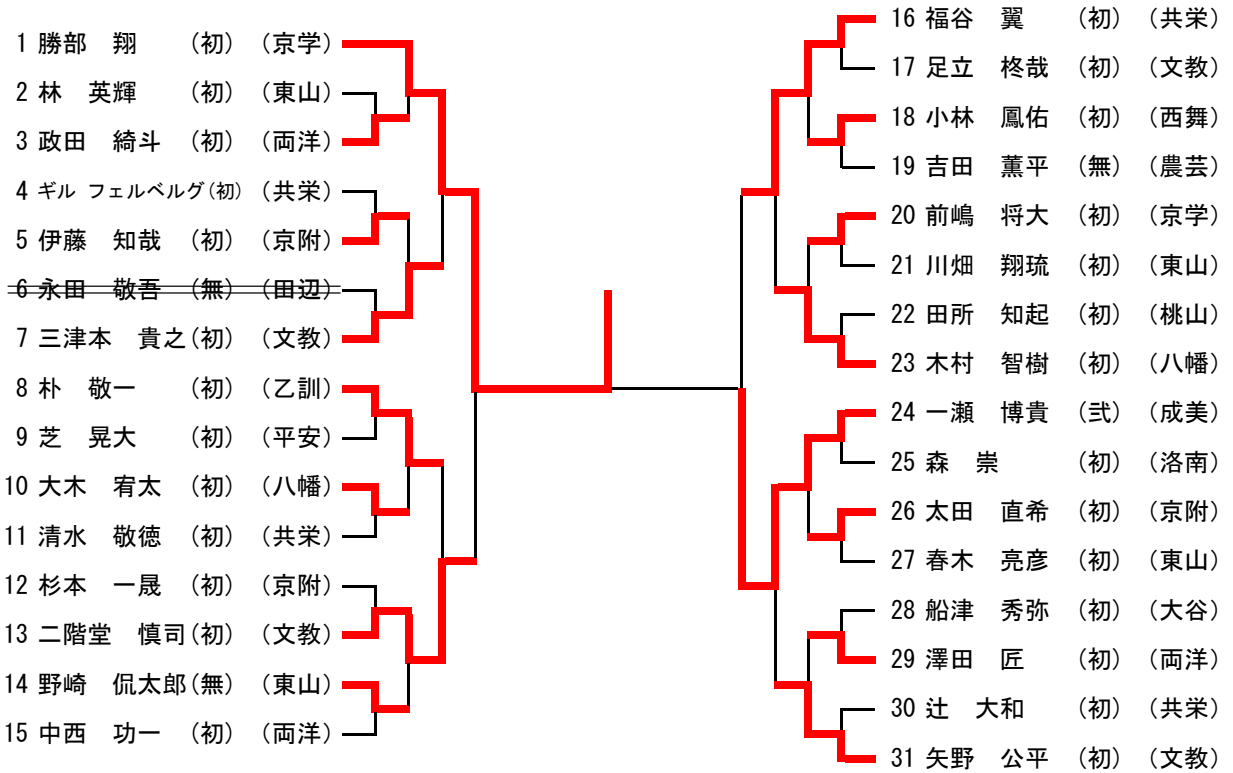 1 勝部 翔 (初) (京学)
2 林 英輝 (初) (東山)
3 政田 綺斗 (初) (両洋)
4 ギル フェルベルグ(初) (共栄)
5 伊藤 知哉 (初) (京附)
6 永田 敬吾 (無) (田辺)
7 三津本 貴之(初) (文教)
8 朴 敬一 (初) (乙訓)
9 芝 晃大 (初) (平安)
10 大木 宥太 (初) (八幡)
11 清水 敬徳 (初) (共栄)
12 杉本 一晟 (初) (京附)
13 二階堂 慎司(初) (文教)
14 野崎 侃太郎(無) (東山)
15 中西 功一 (初) (両洋)
16 福谷 翼 (初) (共栄)
17 足立 柊哉 (初) (文教)
18 小林 鳳佑 (初) (西舞)
19 吉田 薫平 (無) (農芸)
20 前嶋 将大 (初) (京学)
21 川畑 翔琉 (初) (東山)
22 田所 知起 (初) (桃山)
23 木村 智樹 (初) (八幡)
24 一瀬 博貴 (弐) (成美)
25 森 崇 (初) (洛南)
26 太田 直希 (初) (京附)
27 春木 亮彦 (初) (東山)
28 船津 秀弥 (初) (大谷)
29 澤田 匠 (初) (両洋)
30 辻 大和 (初) (共栄)
31 矢野 公平 (初) (文教)